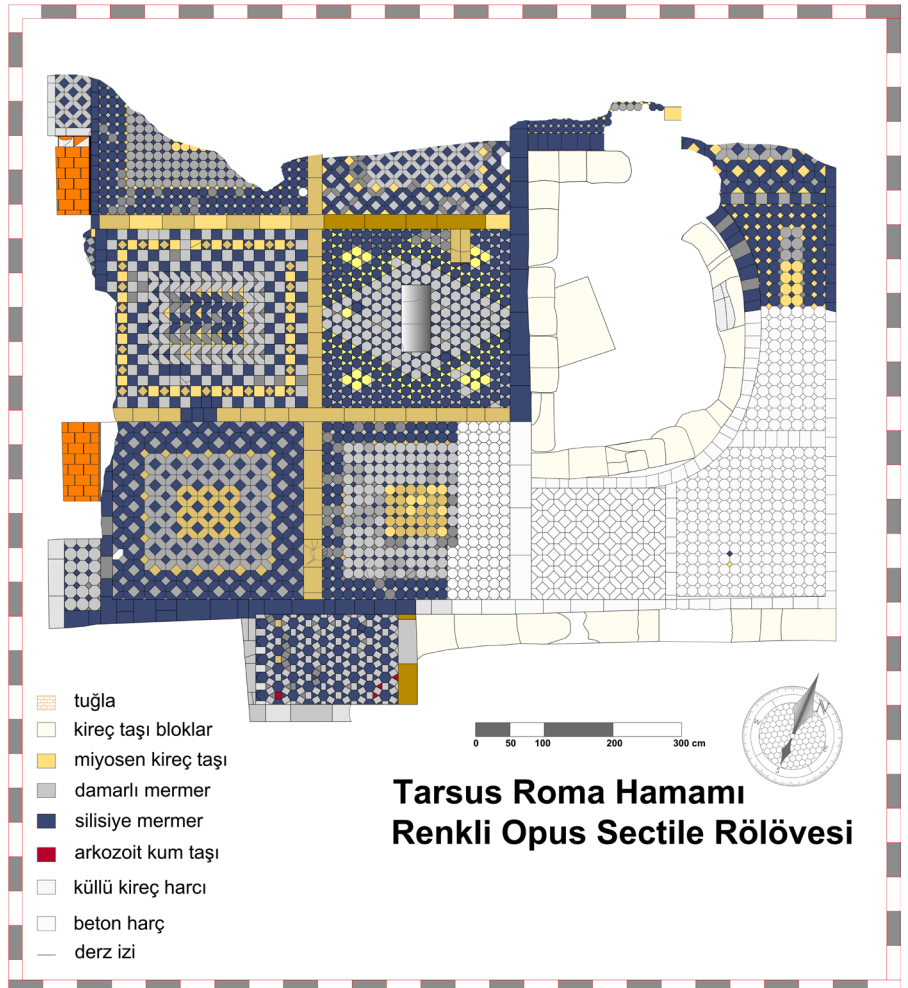 tuğla
kireç taşı bloklar
miyosen kireç taşı
damarlı mermer
silisiye mermer
arkozoit kum taşı
küllü kireç harcı
beton harç
derz izi
0 50 100 200 300 cm
N
W
E
S
Tarsus Roma Hamamı
Renkli Opus Sectile Rölövesi